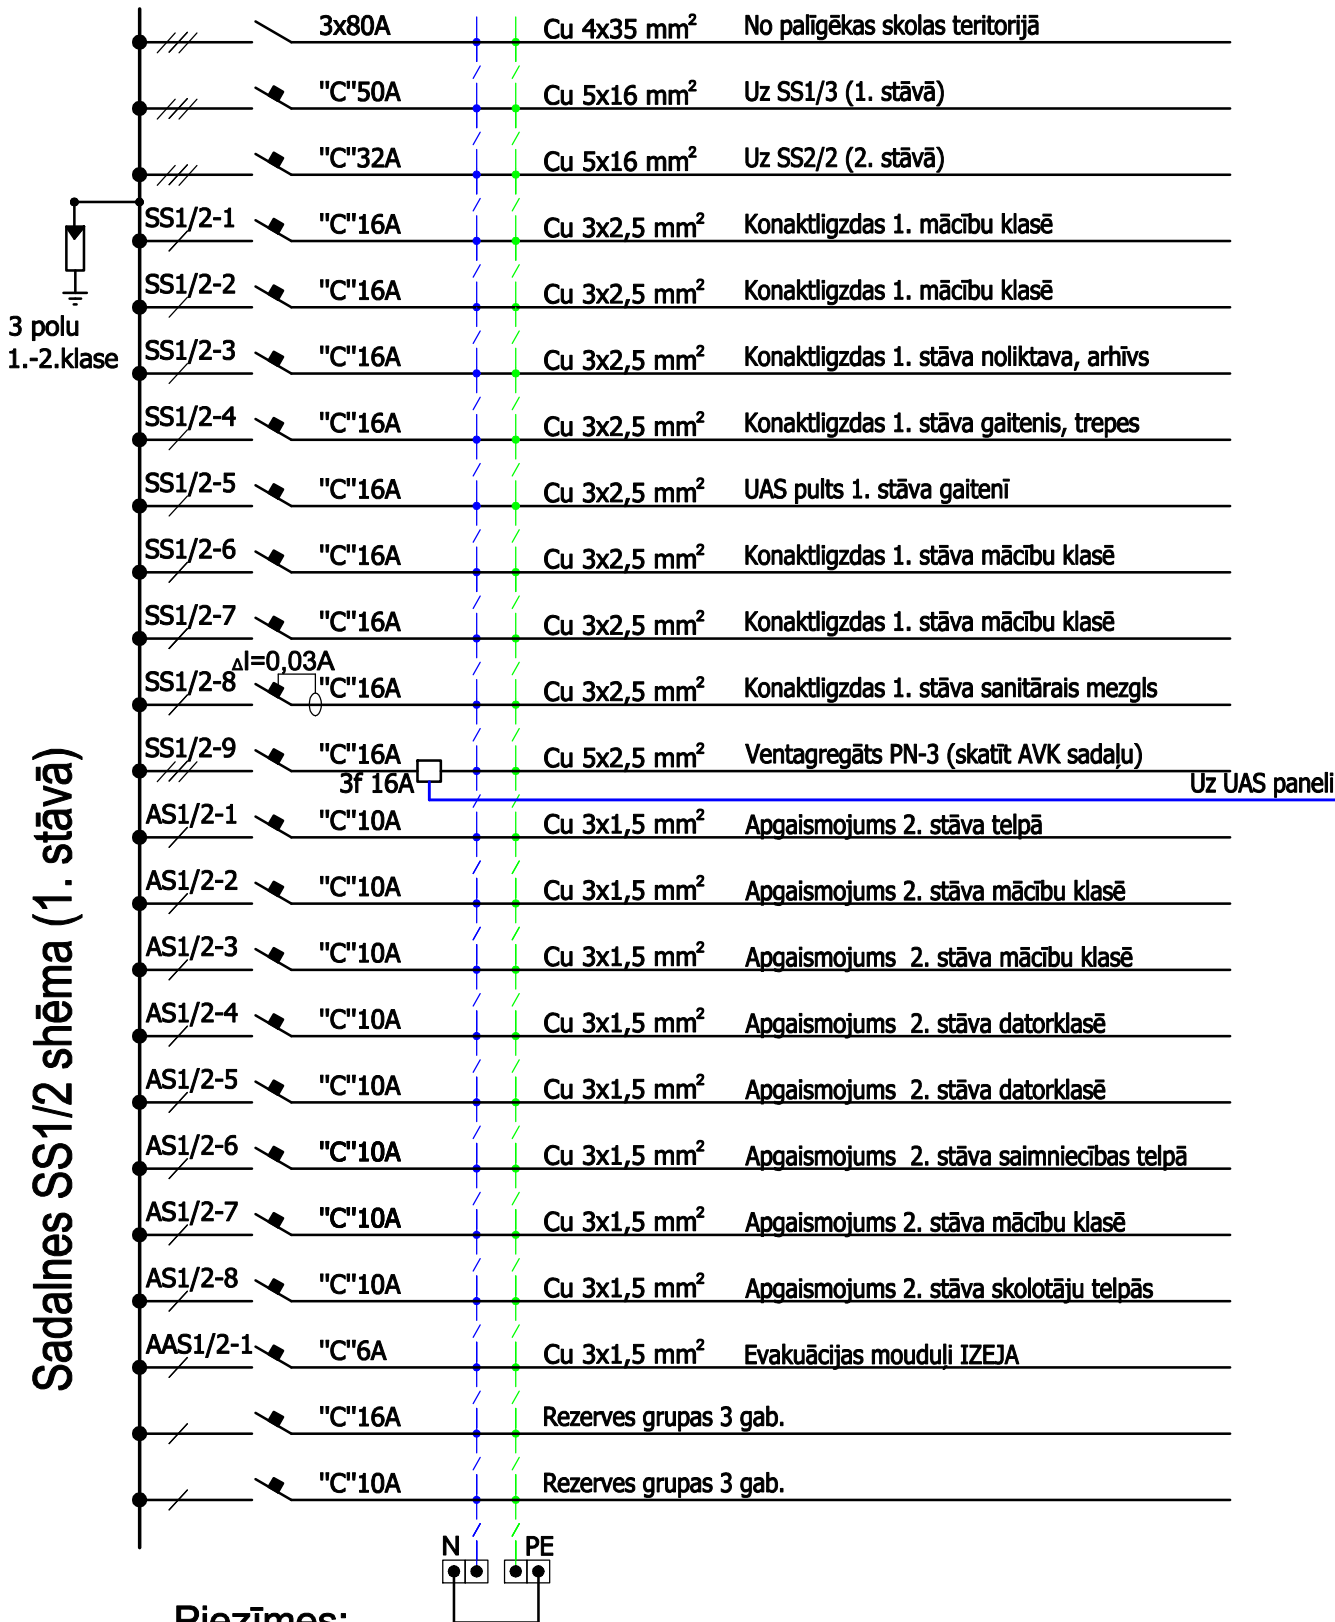 3x80A Cu 4x35 mm² No palīgēkas skolas teritorijā
"C"50A Cu 5x16 mm² Uz SS1/3 (1. stāvā)
"C"32A Cu 5x16 mm² Uz SS2/2 (2. stāvā)
SS1/2-1 "C"16A Cu 3x2,5 mm² Konaktligzdas 1. mācību klasē
SS1/2-2 "C"16A Cu 3x2,5 mm² Konaktligzdas 1. mācību klasē
3 polu
1.-2.klase
SS1/2-3 "C"16A Cu 3x2,5 mm² Konaktligzdas 1. stāva noliktava, arhīvs
SS1/2-4 "C"16A Cu 3x2,5 mm² Konaktligzdas 1. stāva gaitenis, trepes
SS1/2-5 "C"16A Cu 3x2,5 mm² UAS pults 1. stāva gaitenī
SS1/2-6 "C"16A Cu 3x2,5 mm² Konaktligzdas 1. stāva mācību klasē
SS1/2-7 "C"16A Cu 3x2,5 mm² Konaktligzdas 1. stāva mācību klasē
ΔI=0,03A
SS1/2-8 "C"16A Cu 3x2,5 mm² Konaktligzdas 1. stāva sanitārais mezgls
SS1/2-9 "C"16A Cu 5x2,5 mm² Ventagregāts PN-3 (skatīt AVK sadaļu)
3f 16A Uz UAS paneli
AS1/2-1 "C"10A Cu 3x1,5 mm² Apgaismojums 2. stāva telpā
AS1/2-2 "C"10A Cu 3x1,5 mm² Apgaismojums 2. stāva mācību klasē
AS1/2-3 "C"10A Cu 3x1,5 mm² Apgaismojums 2. stāva mācību klasē
AS1/2-4 "C"10A Cu 3x1,5 mm² Apgaismojums 2. stāva datorklasē
AS1/2-5 "C"10A Cu 3x1,5 mm² Apgaismojums 2. stāva datorklasē
AS1/2-6 "C"10A Cu 3x1,5 mm² Apgaismojums 2. stāva saimniecības telpā
AS1/2-7 "C"10A Cu 3x1,5 mm² Apgaismojums 2. stāva mācību klasē
AS1/2-8 "C"10A Cu 3x1,5 mm² Apgaismojums 2. stāva skolotāju telpās
AAS1/2-1 "C"6A Cu 3x1,5 mm² Evakuācijas mouduļi IZEJA
"C"16A Rezerves grupas 3 gab.
"C"10A Rezerves grupas 3 gab.
N PE
Sadalnes SS1/2 shēma (1. stāvā)
Piezīmes: